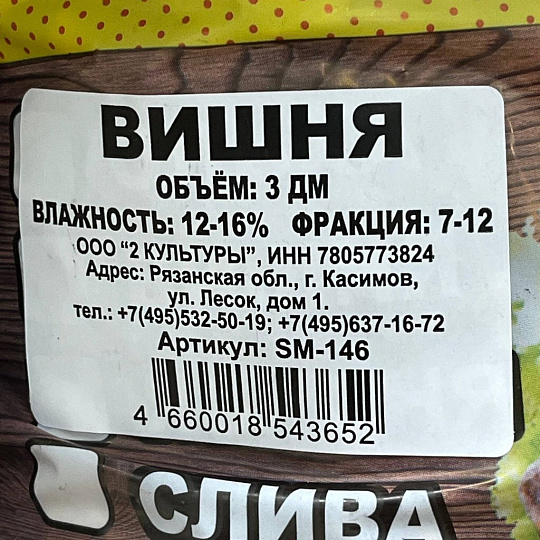 ВИШНЯ
ОБЪЁМ: 3 ДМ
ВЛАЖНОСТЬ: 12-16% ФРАКЦИЯ: 7-12
ООО “2 КУЛЬТУРЫ”, ИНН 7805773824
Адрес: Рязанская обл., г. Касимов,
ул. Лесок, дом 1.
тел.: +7(495)532-50-19; +7(495)637-16-72
Артикул: SM-146
4 660018 543652
СЛИВА